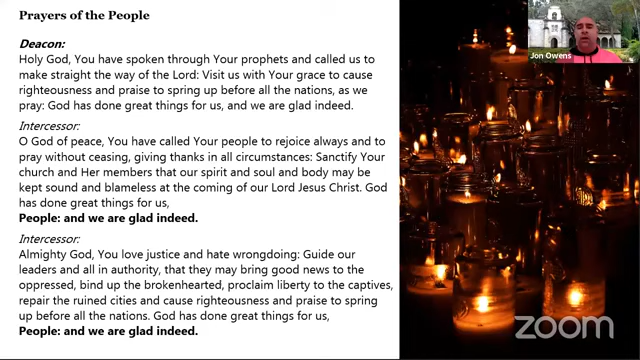 Prayers of the People
Deacon:
Holy God, You have spoken through Your prophets and called us to
make straight the way of the Lord: Visit us with Your grace to cause
righteousness and praise to spring up before all the nations, as we
pray: God has done great things for us, and we are glad indeed.
Intercessor:
O God of peace, You have called Your people to rejoice always and to
pray without ceasing, giving thanks in all circumstances: Sanctify Your
church and Her members that our spirit and soul and body may be
kept sound and blameless at the coming of our Lord Jesus Christ. God
has done great things for us,
People: and we are glad indeed.
Intercessor:
Almighty God, You love justice and hate wrongdoing: Guide our
leaders and all in authority, that they may bring good news to the
oppressed, bind up the brokenhearted, proclaim liberty to the captives,
repair the ruined cities and cause righteousness and praise to spring
up before all the nations. God has done great things for us,
People: and we are glad indeed.
Jon Owens
zoom